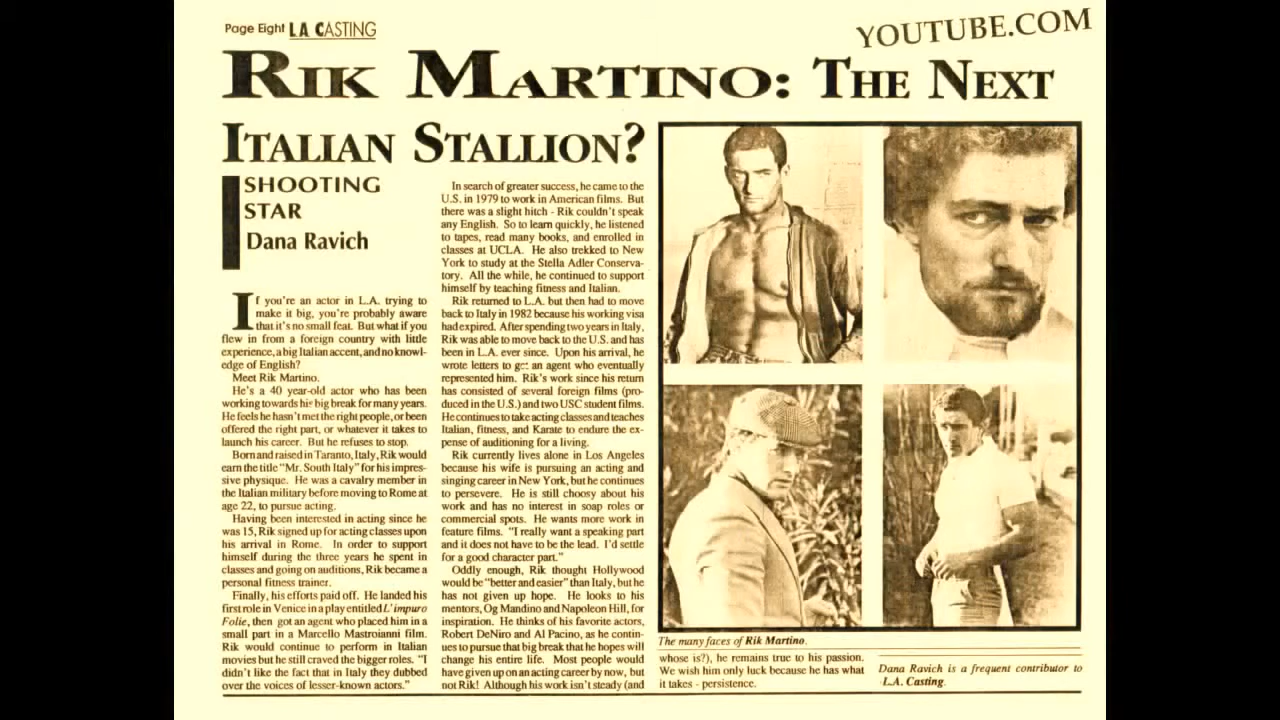 Page Eight LA CASTING
YOUTUBE.COM
RIK MARTINO: THE NEXT
ITALIAN STALLION?
SHOOTING
STAR
Dana Ravich
If you're an actor in L.A. trying to
make it big, you're probably aware
that it's no small feat. But what if you
flew in from a foreign country with little
experience, a big Italian accent, and no knowl-
edge of English?
Meet Rik Martino.
He's a 40 year-old actor who has been
working towards his big break for many years.
He feels he hasn't met the right people, or been
offered the right part, or whatever it takes to
launch his career. But he refuses to stop.
Born and raised in Taranto, Italy, Rik would
earn the title "Mr. South Italy" for his impres-
sive physique. He was a cavalry member in
the Italian military before moving to Rome at
age 22, to pursue acting.
Having been interested in acting since he
was 15, Rik signed up for acting classes upon
his arrival in Rome. In order to support
himself during the three years he spent in
classes and going on auditions, Rik became a
personal fitness trainer.
Finally, his efforts paid off. He landed his
first role in Venice in a play entitled L'impuro
Folie, then got an agent who placed him in a
small part in a Marcello Mastroianni film.
Rik would continue to perform in Italian
movies but he still craved the bigger roles. "I
didn't like the fact that in Italy they dubbed
over the voices of lesser-known actors."
In search of greater success, he came to the
U.S. in 1979 to work in American films. But
there was a slight hitch - Rik couldn't speak
any English. So to learn quickly, he listened
to tapes, read many books, and enrolled in
classes at UCLA. He also trekked to New
York to study at the Stella Adler Conserva-
tory. All the while, he continued to support
himself by teaching fitness and Italian.
Rik returned to L.A. but then had to move
back to Italy in 1982 because his working visa
had expired. After spending two years in Italy,
Rik was able to move back to the U.S. and has
been in L.A. ever since. Upon his arrival, he
wrote letters to get an agent who eventually
represented him. Rik's work since his return
has consisted of several foreign films (pro-
duced in the U.S.) and two USC student films.
He continues to take acting classes and teaches
Italian, fitness, and Karate to endure the ex-
pense of auditioning for a living.
Rik currently lives alone in Los Angeles
because his wife is pursuing an acting and
singing career in New York, but he continues
to persevere. He is still choosy about his
work and has no interest in soap roles or
commercial spots. He wants more work in
feature films. "I really want a speaking part
and it does not have to be the lead. I'd settle
for a good character part."
Oddly enough, Rik thought Hollywood
would be "better and easier" than Italy, but he
has not given up hope. He looks to his
mentors, Og Mandino and Napoleon Hill, for
inspiration. He thinks of his favorite actors,
Robert DeNiro and Al Pacino, as he contin-
ues to pursue that big break that he hopes will
change his entire life. Most people would
have given up on an acting career by now, but
not Rik! Although his work isn't steady (and
The many faces of Rik Martino.
whose is?), he remains true to his passion.
We wish him only luck because he has what
it takes - persistence.
Dana Ravich is a frequent contributor to
L.A. Casting.